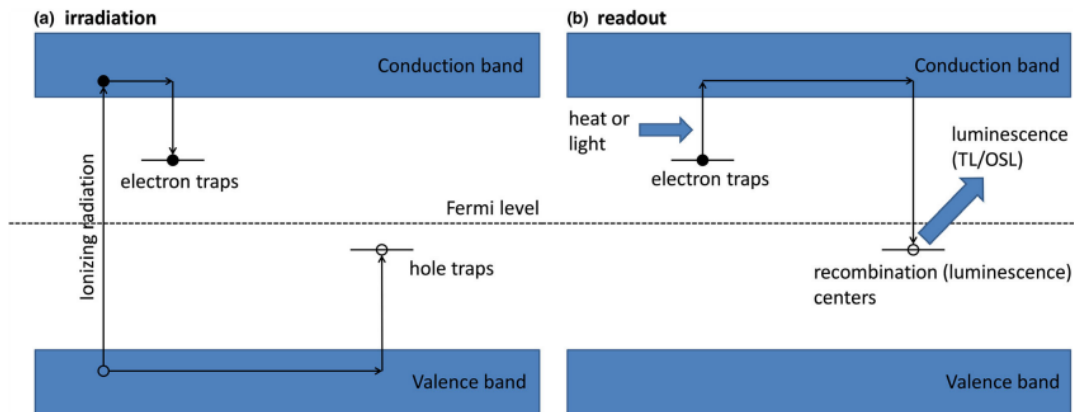 (a) irradiation
Conduction band
electron traps
Ionizing radiation
Fermi level
hole traps
Valence band
(b) readout
Conduction band
heat or
light
luminescence
(TL/OSL)
electron traps
recombination (luminescence)
centers
Valence band